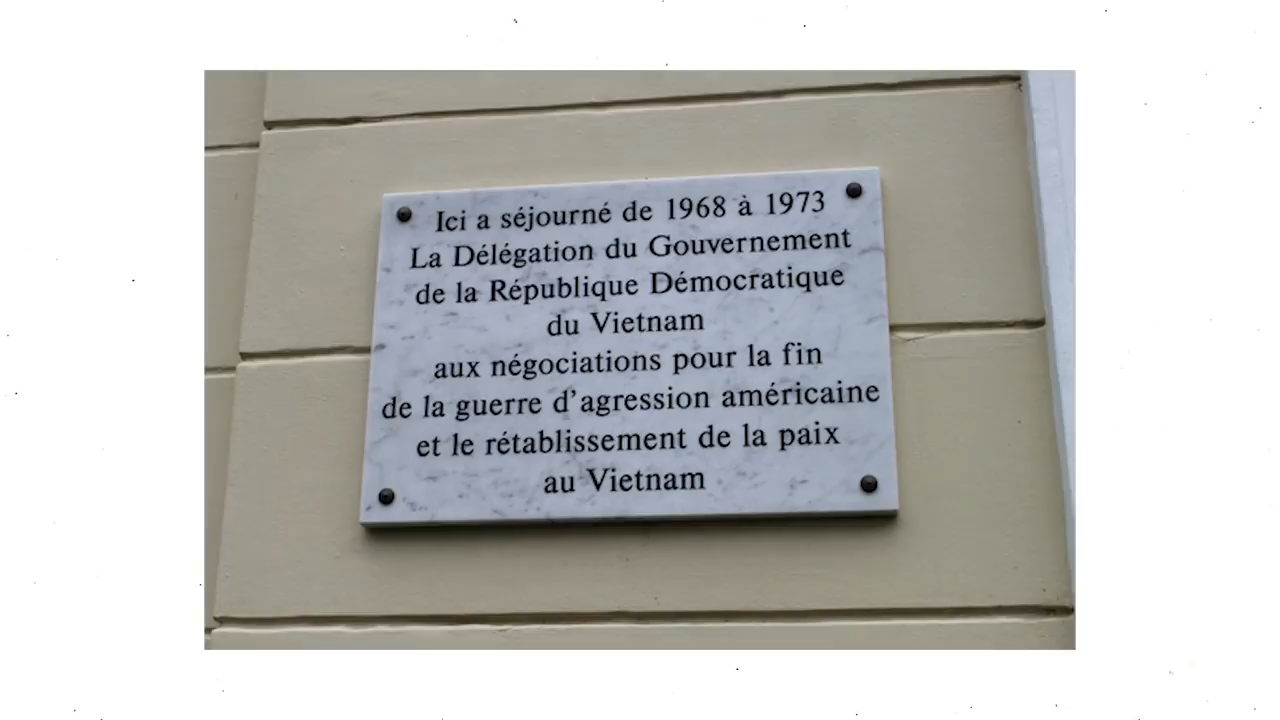 Ici a séjourné de 1968 à 1973
La Délégation du Gouvernement
de la République Démocratique
du Vietnam
aux négociations pour la fin
de la guerre d'agression américaine
et le rétablissement de la paix
au Vietnam